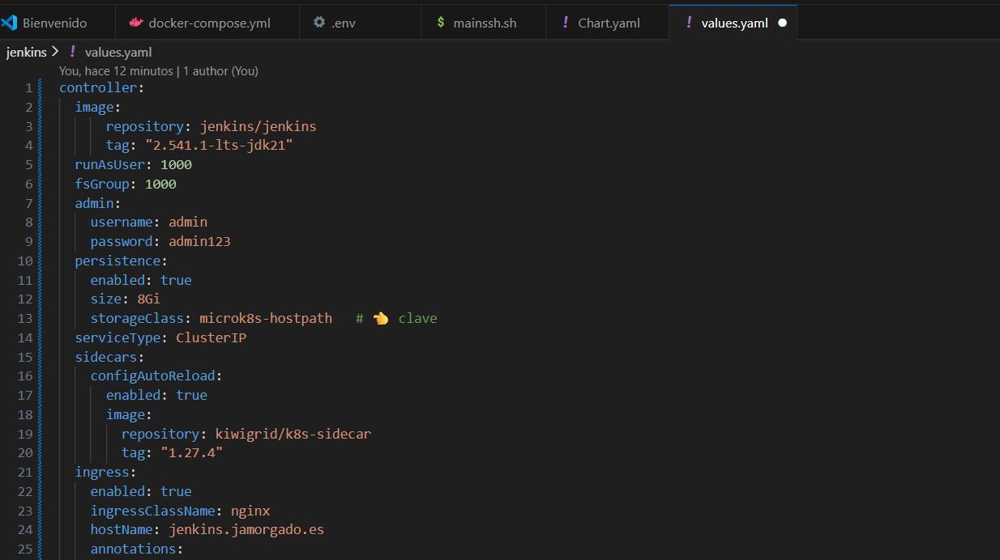 Bienvenido docker-compose.yml .env $ mainssh.sh ! Chart.yaml ! values.yaml
jenkins > ! values.yaml
You, hace 12 minutos | 1 author (You)
1 controller:
2 image:
3 repository: jenkins/jenkins
4 tag: "2.541.1-lts-jdk21"
5 runAsUser: 1000
6 fsGroup: 1000
7 admin:
8 username: admin
9 password: admin123
10 persistence:
11 enabled: true
12 size: 8Gi
13 storageClass: microk8s-hostpath # 👈 clave
14 serviceType: ClusterIP
15 sidecars:
16 configAutoReload:
17 enabled: true
18 image:
19 repository: kiwigrid/k8s-sidecar
20 tag: "1.27.4"
21 ingress:
22 enabled: true
23 ingressClassName: nginx
24 hostName: jenkins.jamorgado.es
25 annotations: